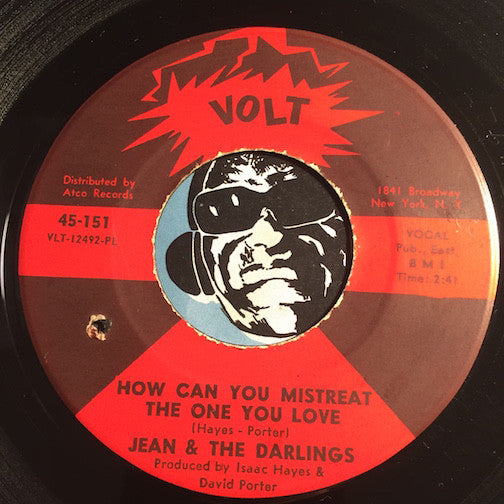 VOLT
Distributed by
Atco Records
1841 Broadway
New York, N. Y
45-151
VLT-12492-PL
VOCAL
Pub., East,
B M I
Time: 2:41
HOW CAN YOU MISTREAT
THE ONE YOU LOVE
(Hayes - Porter)
JEAN & THE DARLINGS
Produced by Isaac Hayes &
David Porter